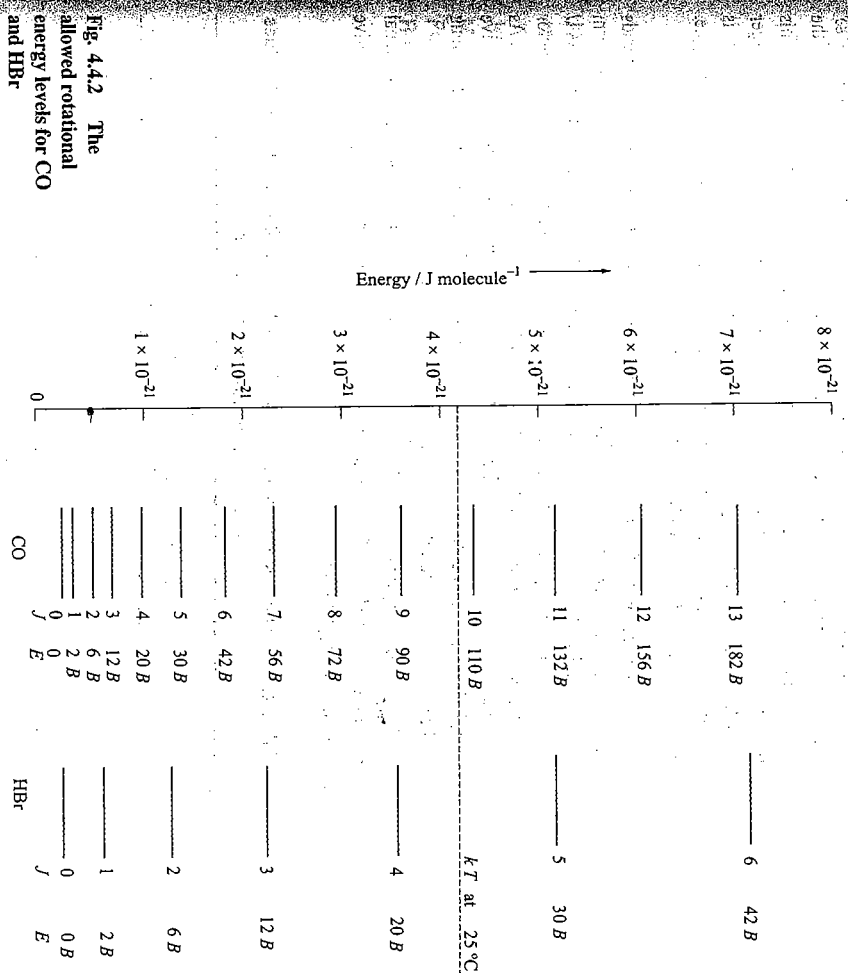 Fig. 4.4.2 The
allowed rotational
energy levels for CO
and HBr
Energy / J molecule⁻¹
8 × 10⁻²¹
7 × 10⁻²¹
6 × 10⁻²¹
5 × 10⁻²¹
4 × 10⁻²¹
3 × 10⁻²¹
2 × 10⁻²¹
1 × 10⁻²¹
0
13 182 B
12 156 B
11 132 B
10 110 B
9 90 B
8 72 B
7 56 B
6 42 B
5 30 B
4 20 B
3 12 B
2 6 B
1 2 B
0 0
J E
CO
6 42 B
5 30 B
kT at 25 °C
4 20 B
3 12 B
2 6 B
1 2 B
0 0 B
J E
HBr